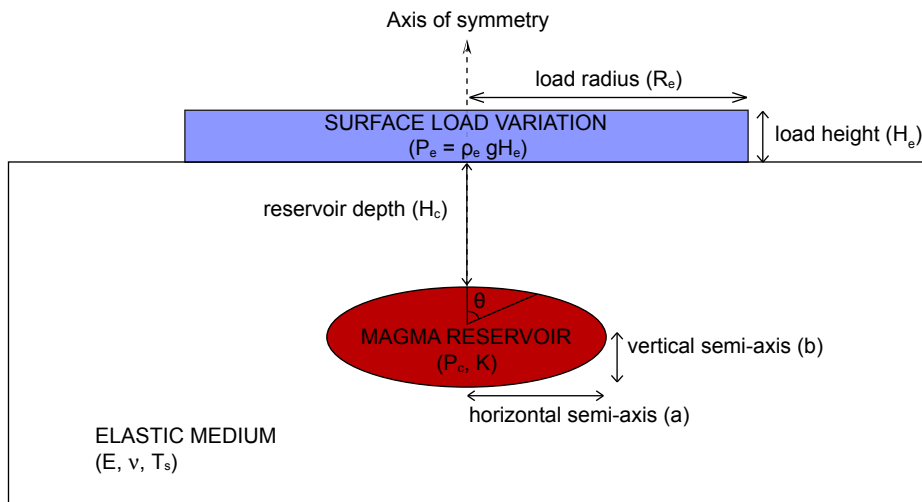 Axis of symmetry
load radius (Rₑ)
SURFACE LOAD VARIATION
(Pₑ = ρₑ gHₑ)
load height (Hₑ)
reservoir depth (H꜀)
θ
MAGMA RESERVOIR
(P꜀, K)
vertical semi-axis (b)
horizontal semi-axis (a)
ELASTIC MEDIUM
(E, ν, Tₛ)